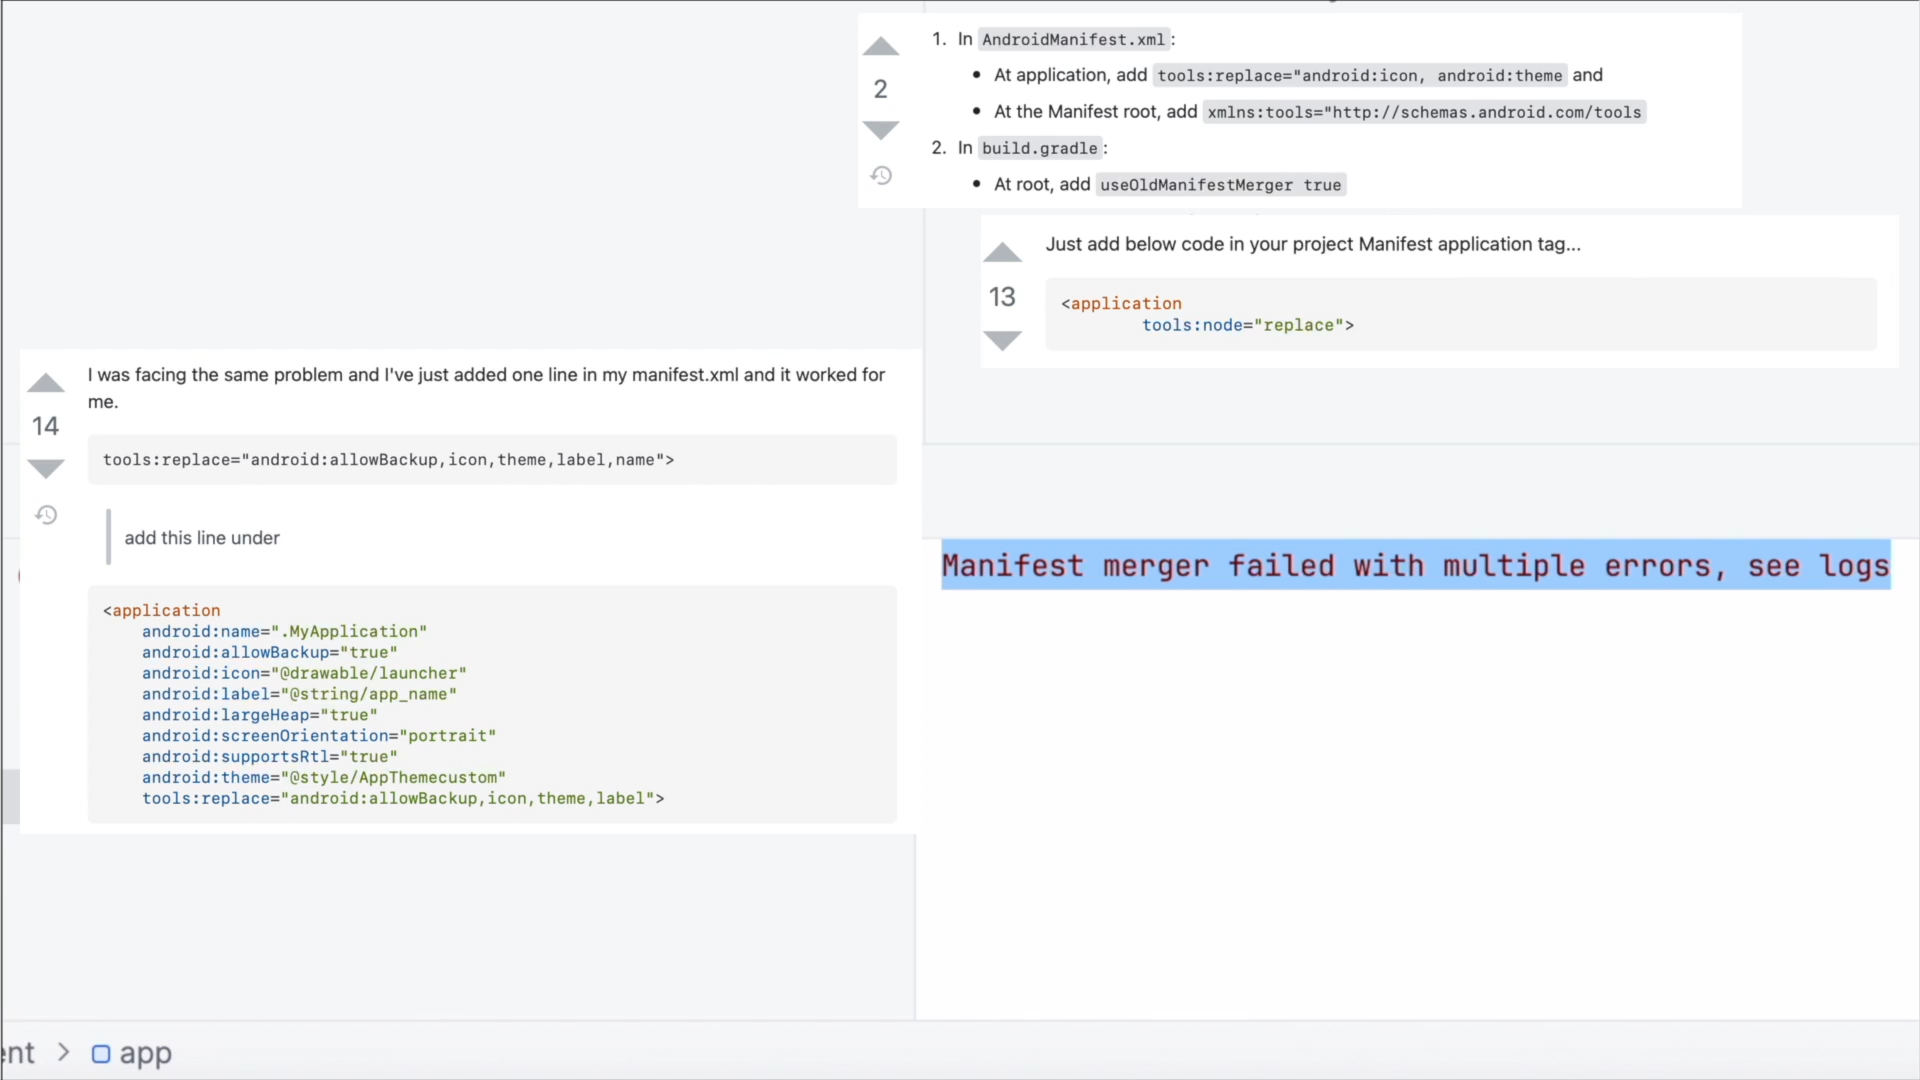 2
1. In AndroidManifest.xml:
• At application, add tools:replace="android:icon, android:theme and
• At the Manifest root, add xmlns:tools="http://schemas.android.com/tools
2. In build.gradle:
• At root, add useOldManifestMerger true
13
Just add below code in your project Manifest application tag...
<application
tools:node="replace">
14
I was facing the same problem and I've just added one line in my manifest.xml and it worked for
me.
tools:replace="android:allowBackup,icon,theme,label,name">
add this line under
<application
android:name=".MyApplication"
android:allowBackup="true"
android:icon="@drawable/launcher"
android:label="@string/app_name"
android:largeHeap="true"
android:screenOrientation="portrait"
android:supportsRtl="true"
android:theme="@style/AppThemecustom"
tools:replace="android:allowBackup,icon,theme,label">
Manifest merger failed with multiple errors, see logs
app